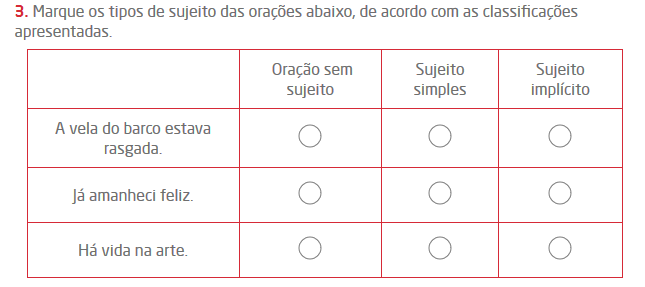 3. Marque os tipos de sujeito das orações abaixo, de acordo com as classificações
apresentadas.
Oração sem
sujeito
Sujeito
simples
Sujeito
implícito
A vela do barco estava
rasgada.
Já amanheci feliz.
Há vida na arte.